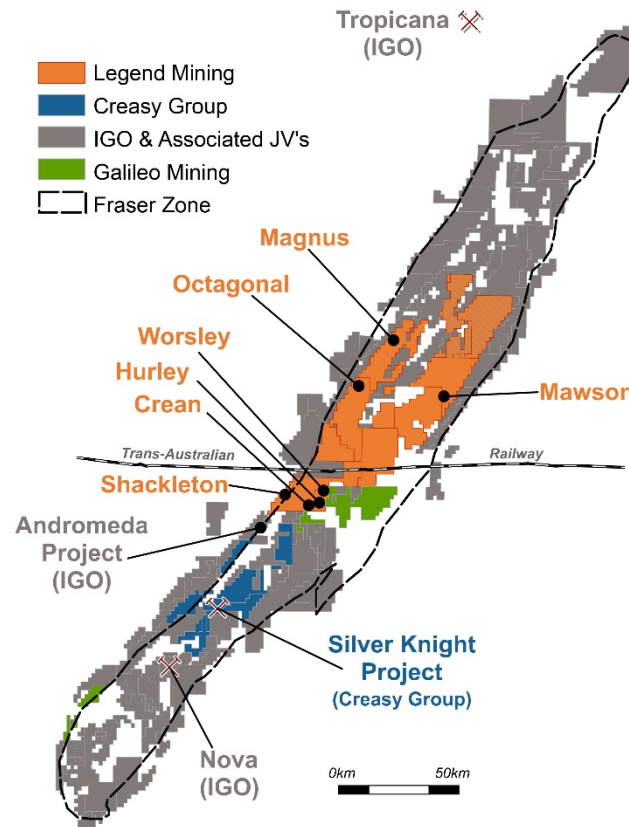 Tropicana
(IGO)
Legend Mining
Creasy Group
IGO & Associated JV's
Galileo Mining
Fraser Zone
Magnus
Octagonal
Worsley
Hurley
Crean
Mawson
Trans-Australian Railway
Shackleton
Andromeda
Project
(IGO)
Silver Knight
Project
(Creasy Group)
Nova
(IGO)
0km 50km